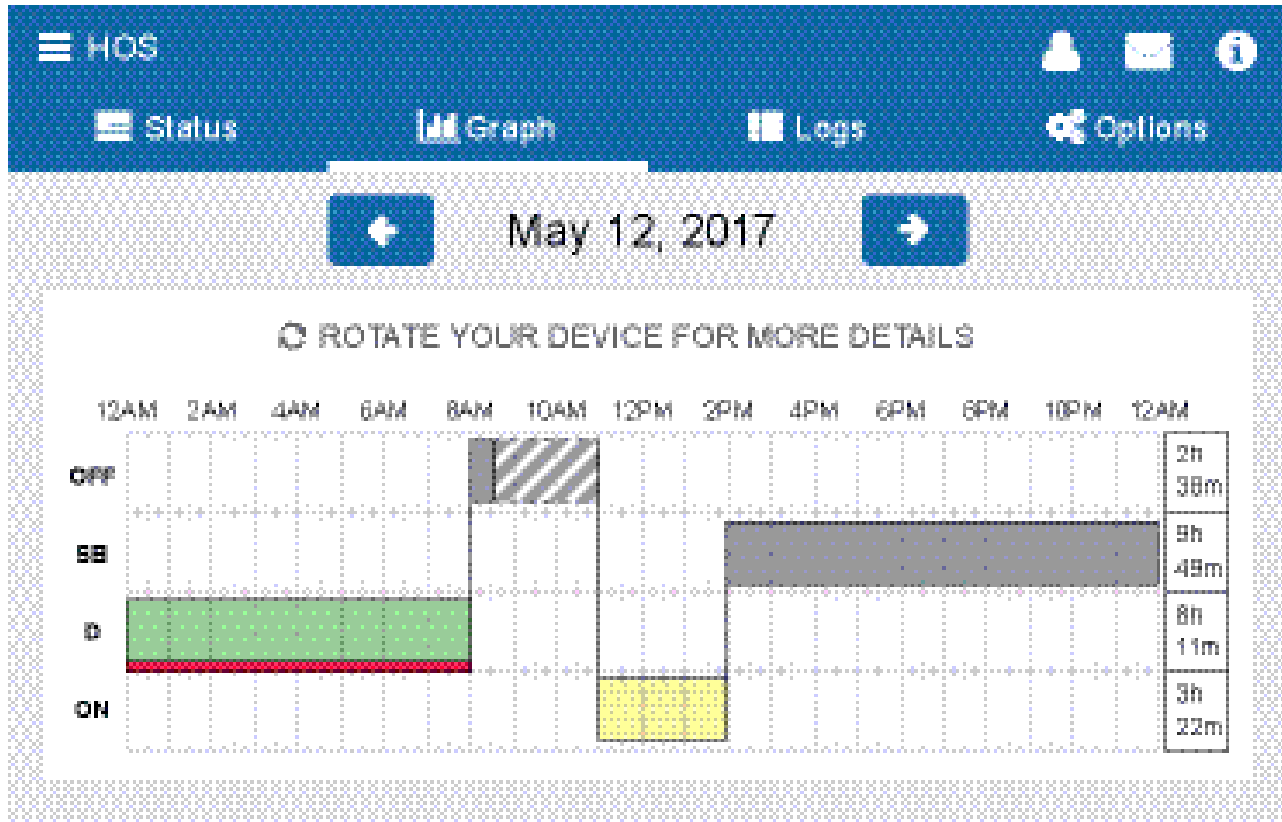 HOS
Status Graph Logs Options
May 12, 2017
ROTATE YOUR DEVICE FOR MORE DETAILS
12AM 2AM 4AM 6AM 8AM 10AM 12PM 2PM 4PM 6PM 8PM 10PM 12AM
OFF 2h
38m
SB 9h
49m
D 8h
11m
ON 3h
22m